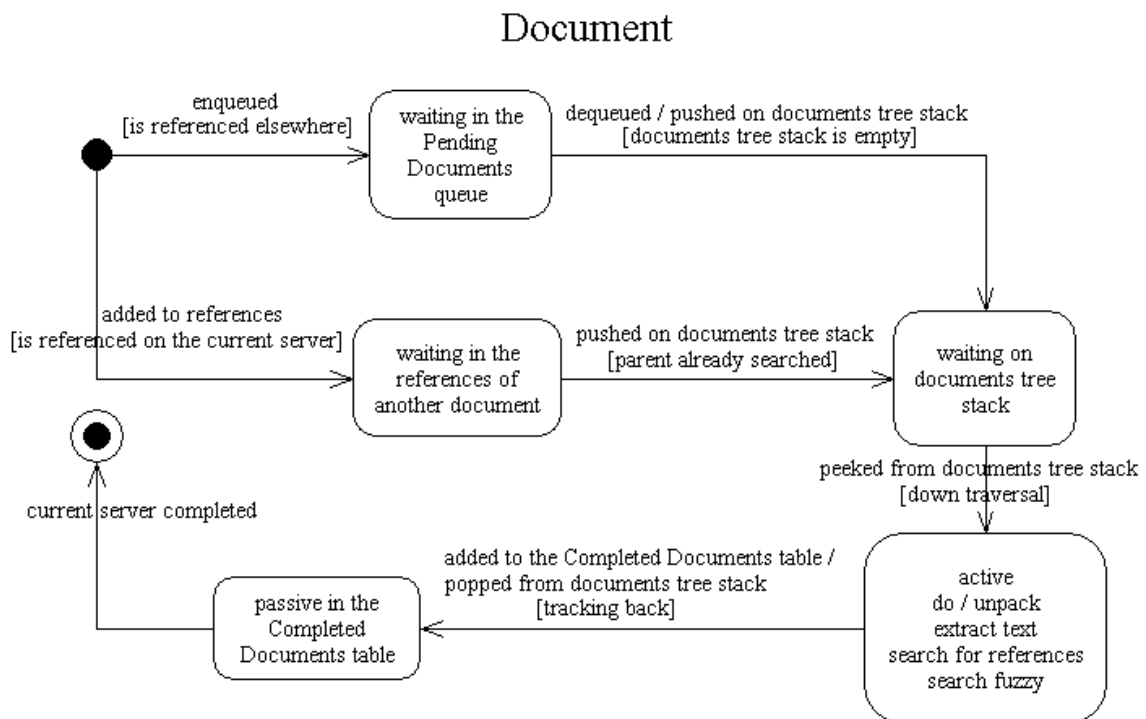 Document
enqueued
[is referenced elsewhere]
waiting in the
Pending
Documents
queue
dequeued / pushed on documents tree stack
[documents tree stack is empty]
added to references
[is referenced on the current server]
waiting in the
references of
another document
pushed on documents tree stack
[parent already searched]
waiting on
documents tree
stack
peeked from documents tree stack
[down traversal]
current server completed
passive in the
Completed
Documents table
added to the Completed Documents table /
popped from documents tree stack
[tracking back]
active
do / unpack
extract text
search for references
search fuzzy